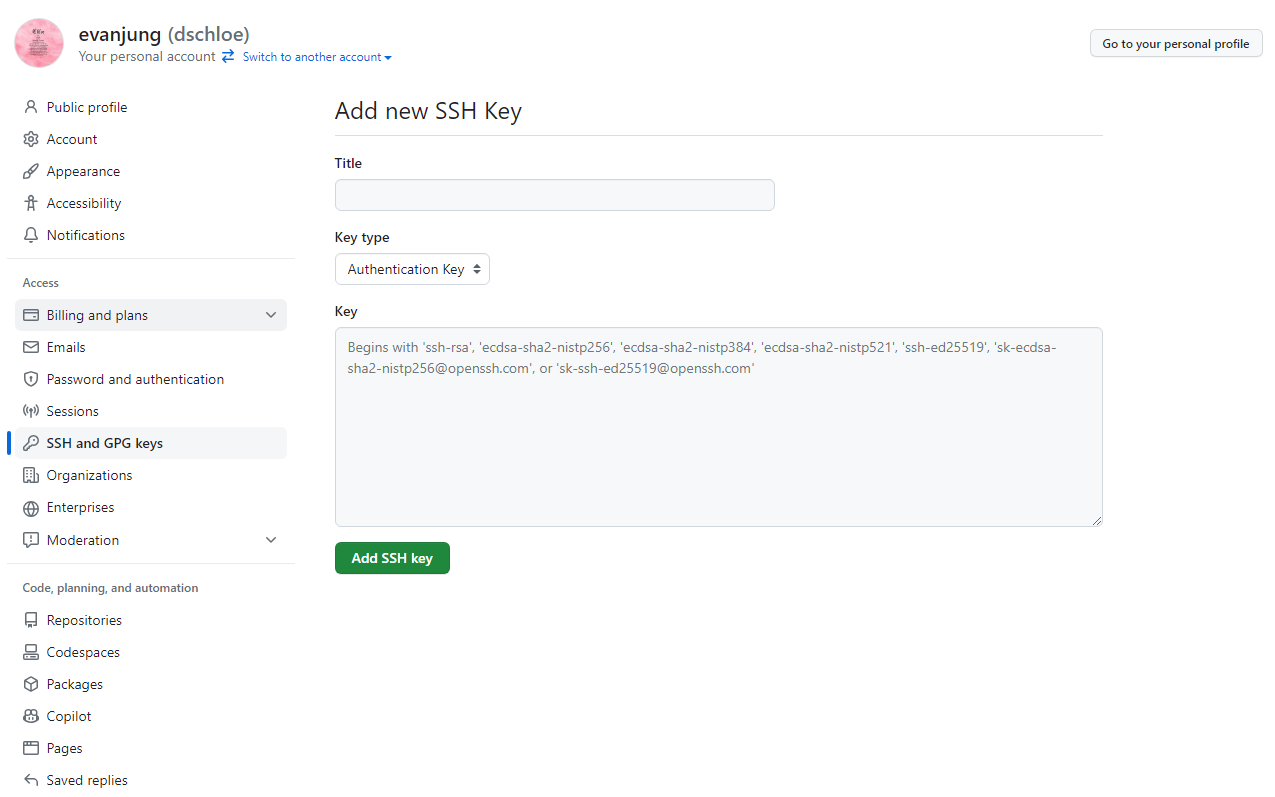 evanjung (dschloe)
Your personal account Switch to another account
Go to your personal profile
Public profile
Account
Appearance
Accessibility
Notifications
Access
Billing and plans
Emails
Password and authentication
Sessions
SSH and GPG keys
Organizations
Enterprises
Moderation
Code, planning, and automation
Repositories
Codespaces
Packages
Copilot
Pages
Saved replies
Add new SSH Key
Title
Key type
Authentication Key
Key
Begins with 'ssh-rsa', 'ecdsa-sha2-nistp256', 'ecdsa-sha2-nistp384', 'ecdsa-sha2-nistp521', 'ssh-ed25519', 'sk-ecdsa-
sha2-nistp256@openssh.com', or 'sk-ssh-ed25519@openssh.com'
Add SSH key